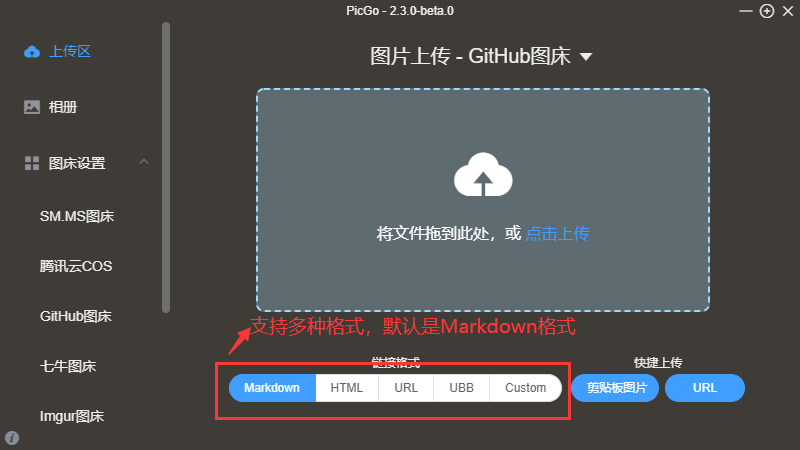 PicGo - 2.3.0-beta.0
上传区
相册
图床设置
SM.MS图床
腾讯云COS
GitHub图床
七牛图床
Imgur图床
图片上传 - GitHub图床
将文件拖到此处，或 点击上传
支持多种格式，默认是Markdown格式
链接格式
Markdown HTML URL UBB Custom
快捷上传
剪贴板图片 URL